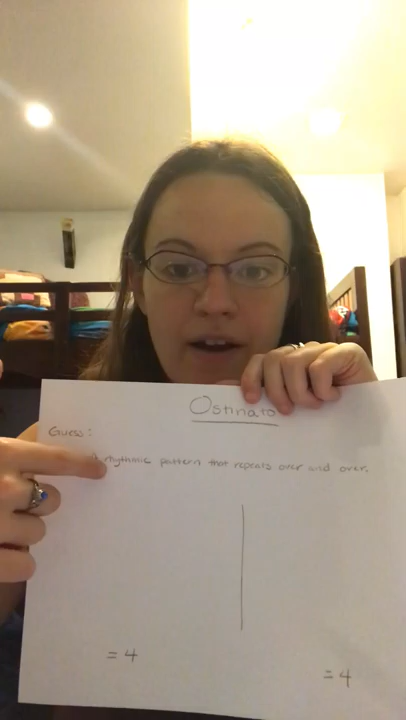 Ostinato
Guess:
rhythmic pattern that repeats over and over.
= 4
= 4